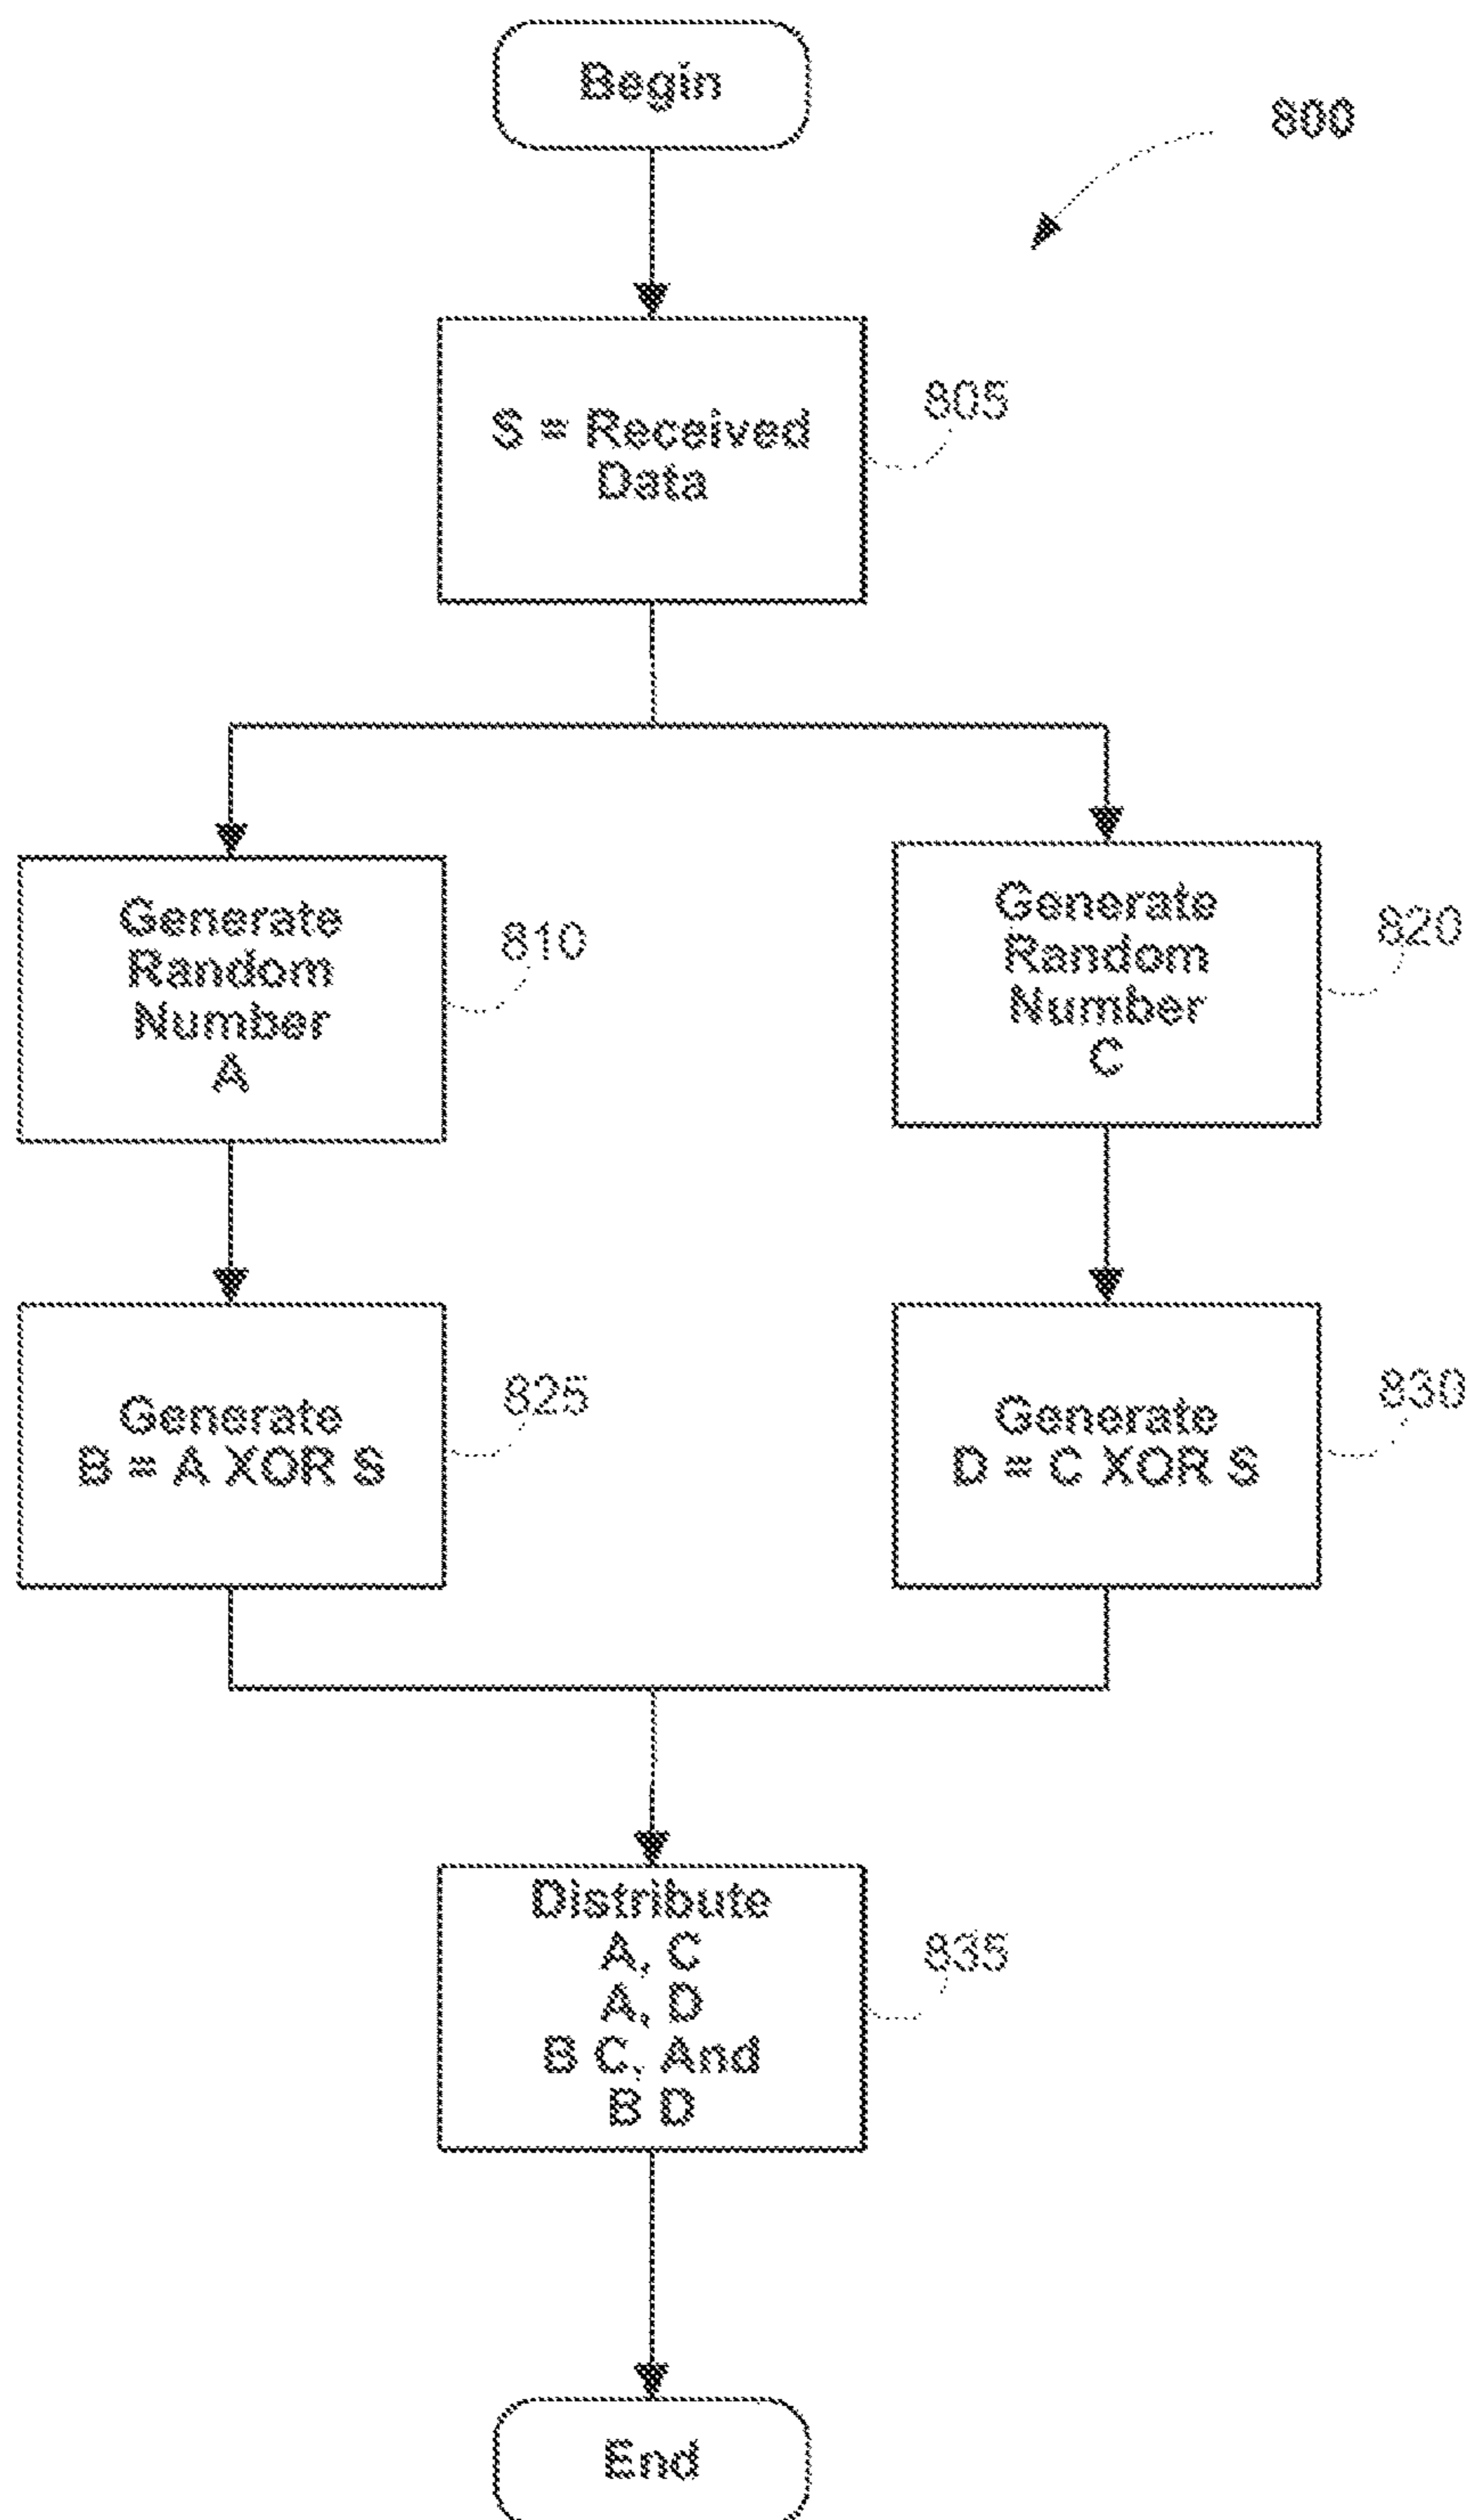 Begin
800
S = Received
Data
805
Generate
Random
Number
A
810
Generate
Random
Number
C
820
Generate
B = A XOR S
825
Generate
D = C XOR S
830
Distribute
A, C
A, D
B C, And
B D
835
End